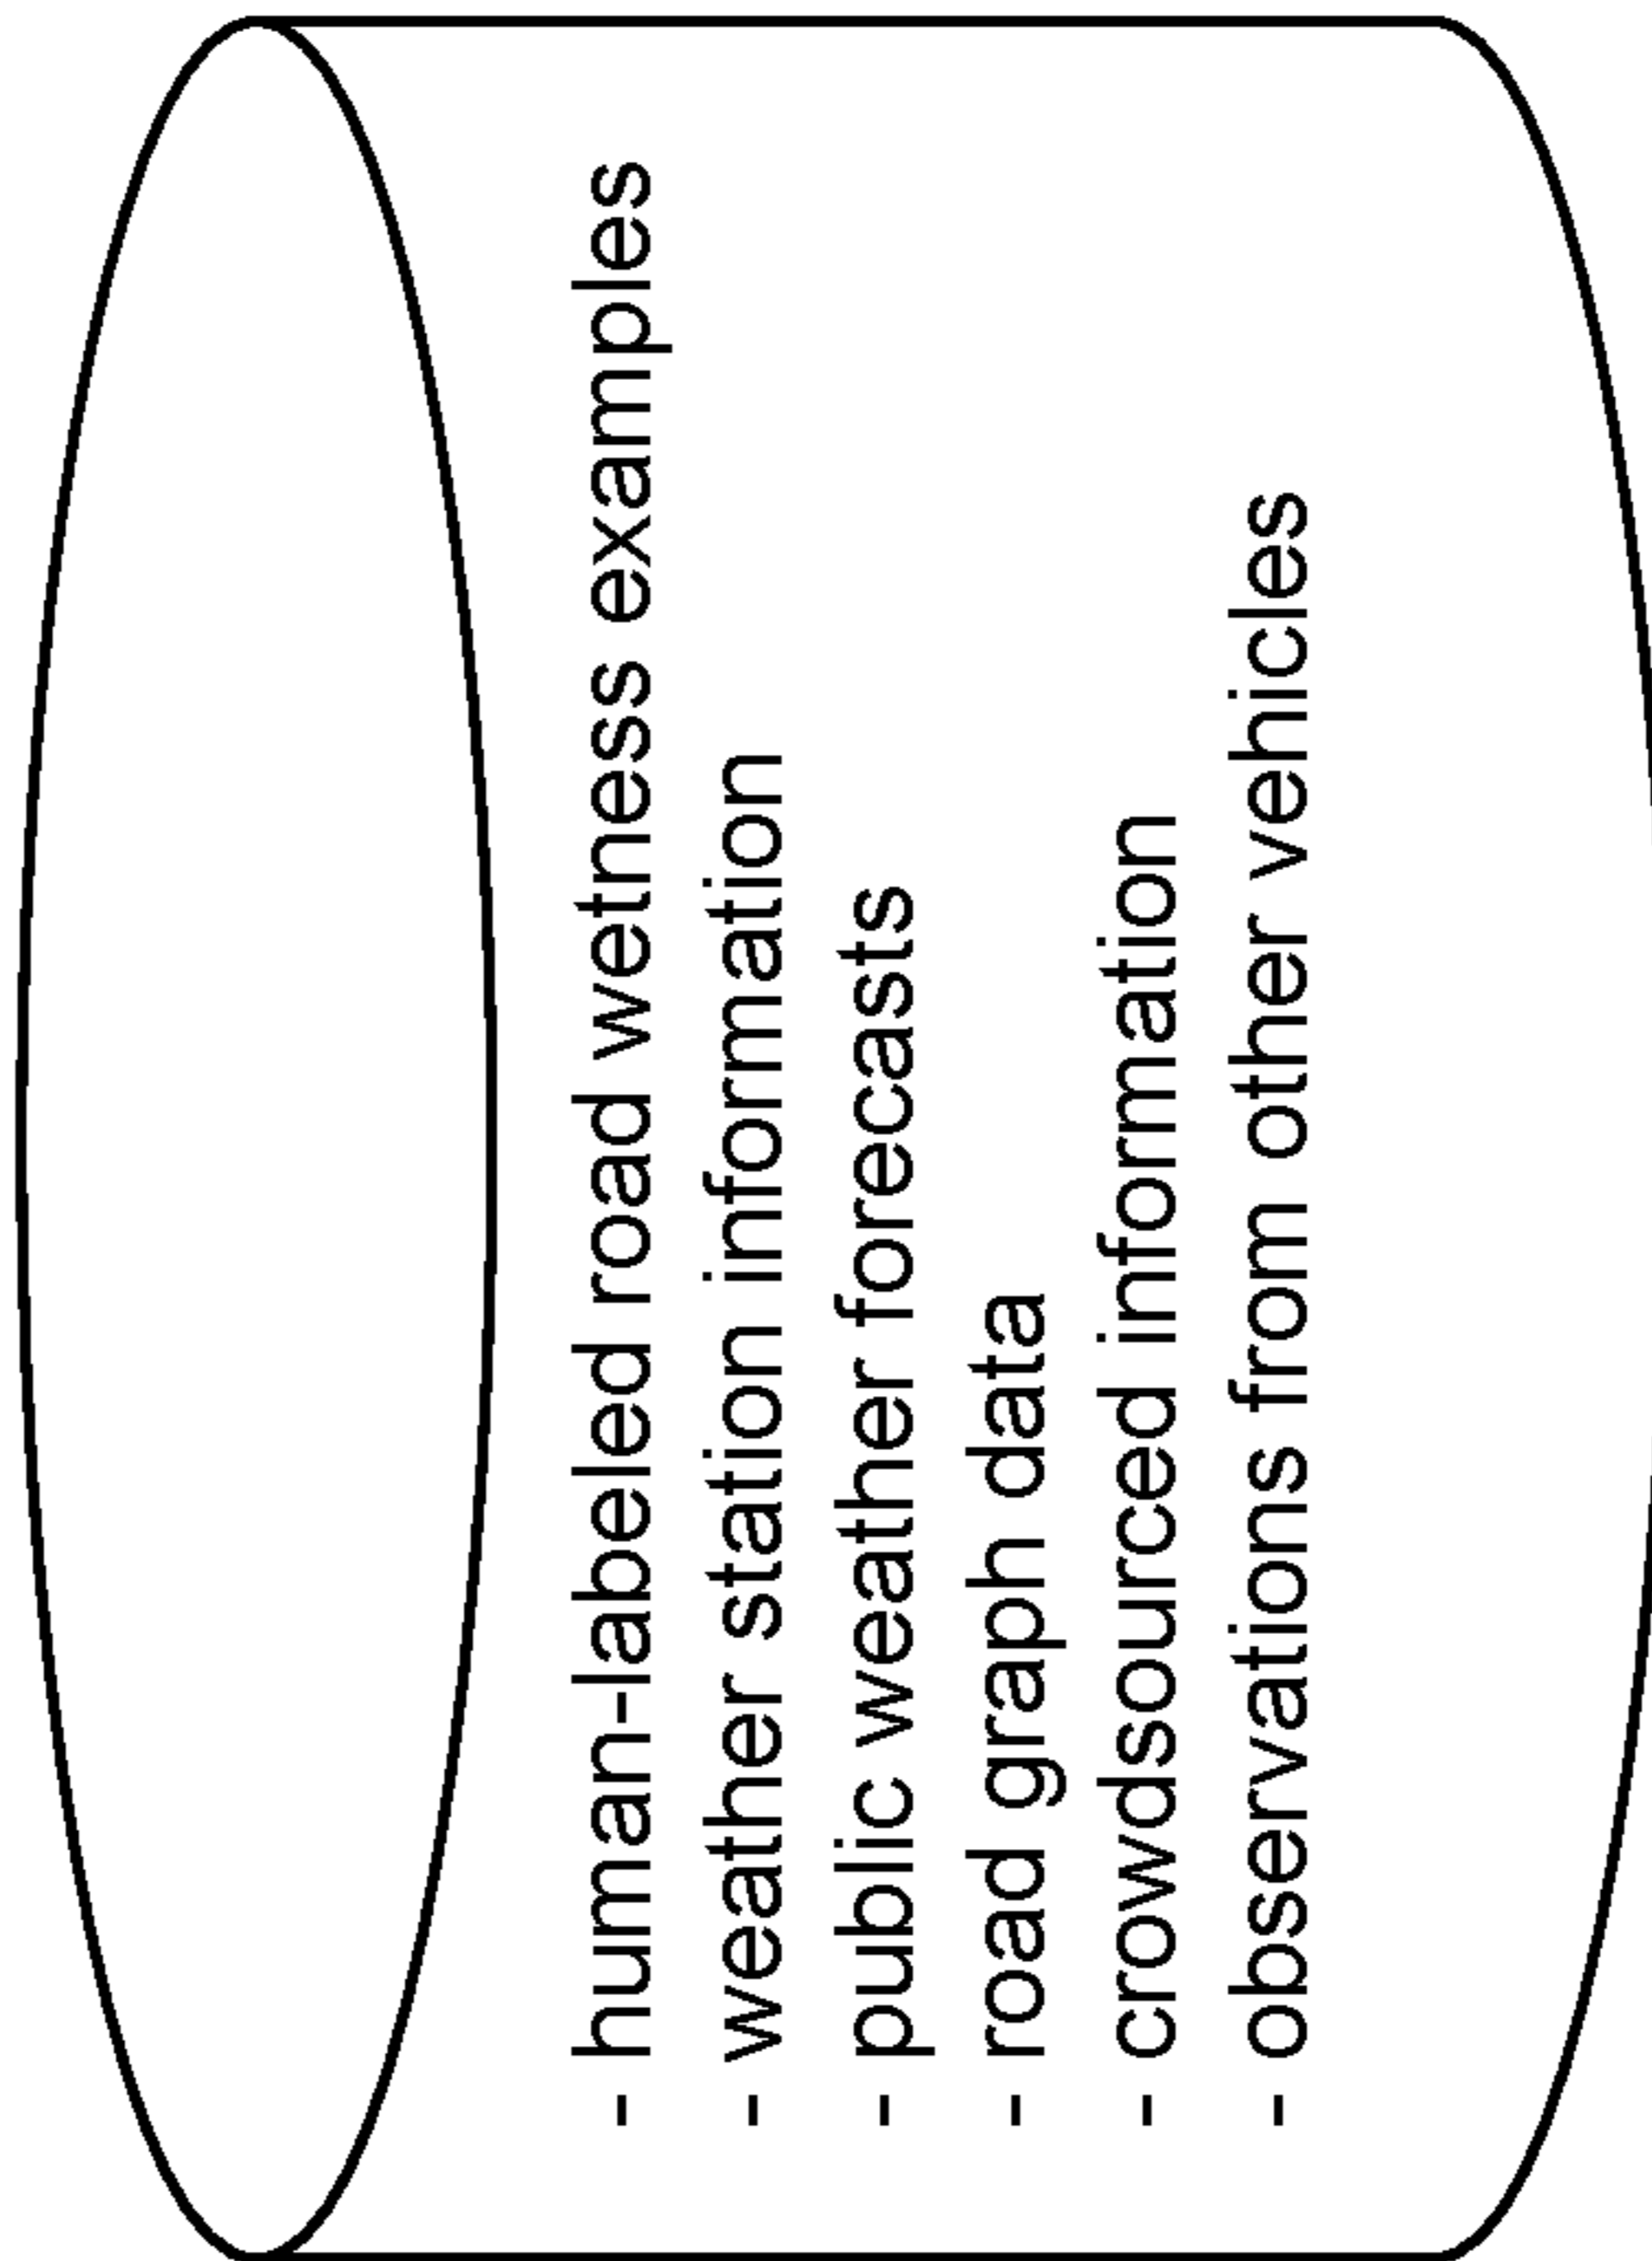 - human-labeled road wetness examples
- weather station information
- public weather forecasts
- road graph data
- crowdsourced information
- observations from other vehicles